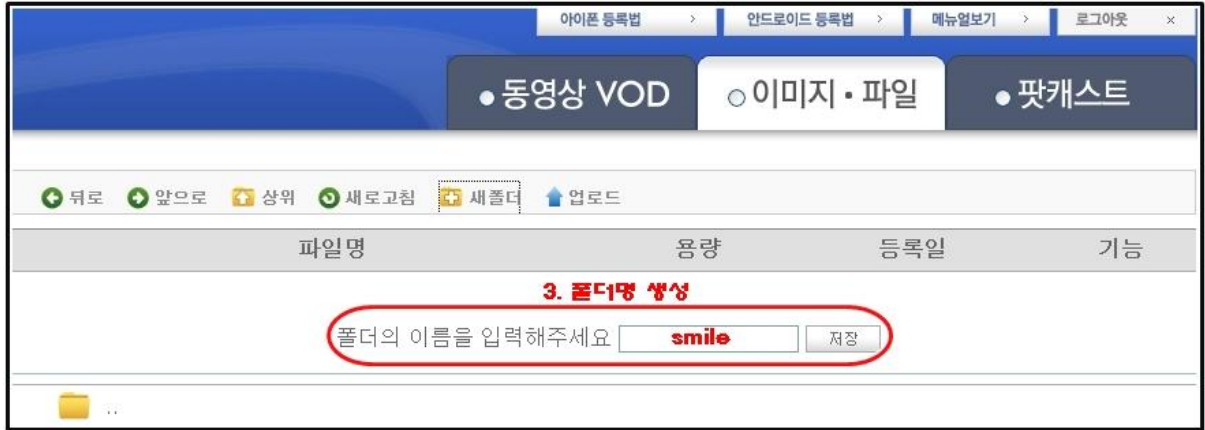 아이폰 등록법 > 안드로이드 등록법 > 메뉴얼보기 > 로그아웃 ×
동영상 VOD 이미지·파일 팟캐스트
뒤로 앞으로 상위 새로고침 새폴더 업로드
파일명 용량 등록일 기능
3. 폴더명 생성
폴더의 이름을 입력해주세요 smile 저장
..